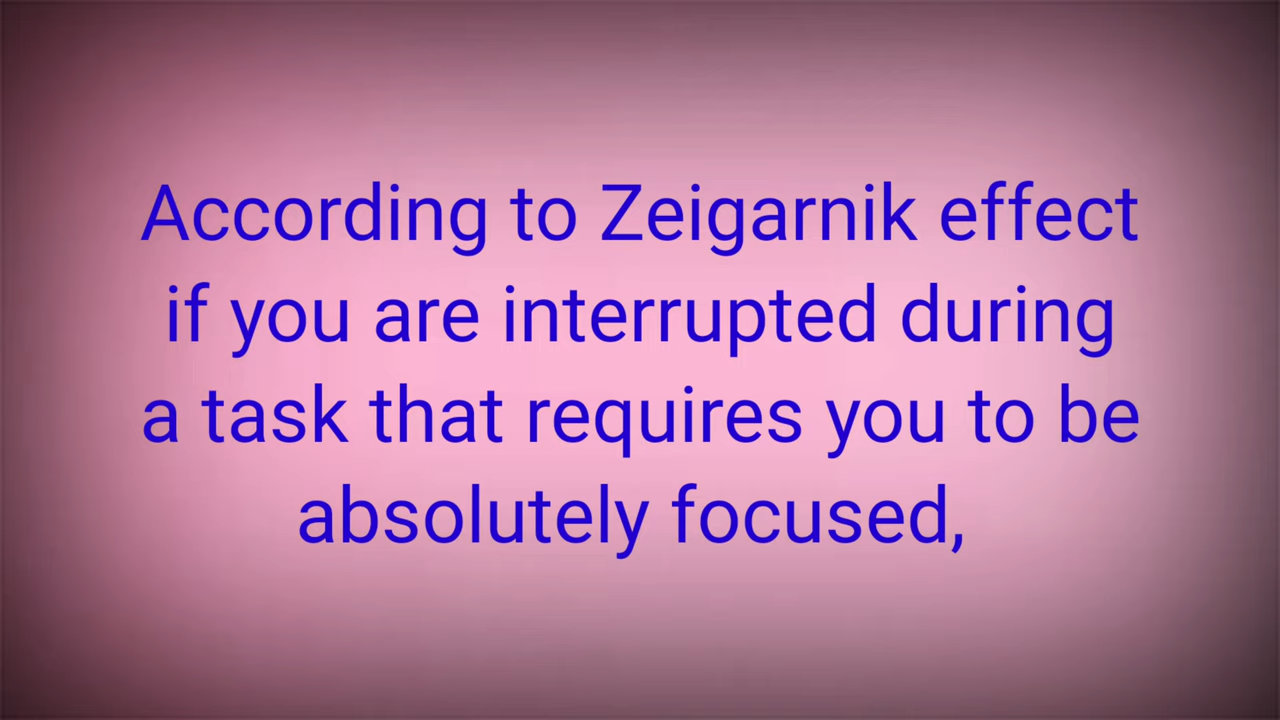 According to Zeigarnik effect
if you are interrupted during
a task that requires you to be
absolutely focused,